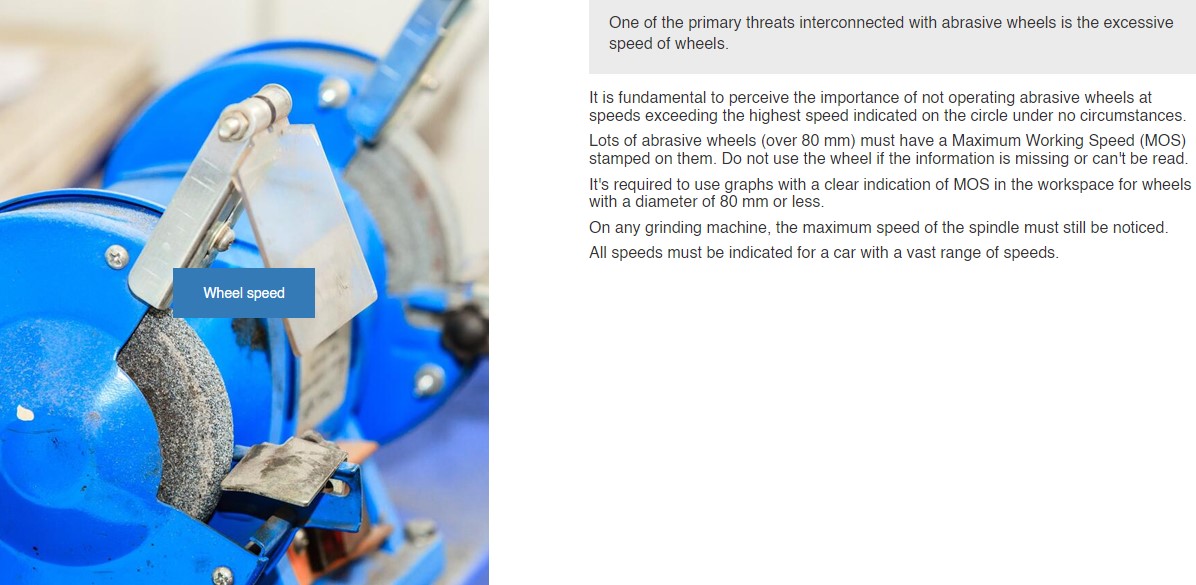 One of the primary threats interconnected with abrasive wheels is the excessive
speed of wheels.
It is fundamental to perceive the importance of not operating abrasive wheels at
speeds exceeding the highest speed indicated on the circle under no circumstances.
Lots of abrasive wheels (over 80 mm) must have a Maximum Working Speed (MOS)
stamped on them. Do not use the wheel if the information is missing or can't be read.
It's required to use graphs with a clear indication of MOS in the workspace for wheels
with a diameter of 80 mm or less.
On any grinding machine, the maximum speed of the spindle must still be noticed.
All speeds must be indicated for a car with a vast range of speeds.
Wheel speed